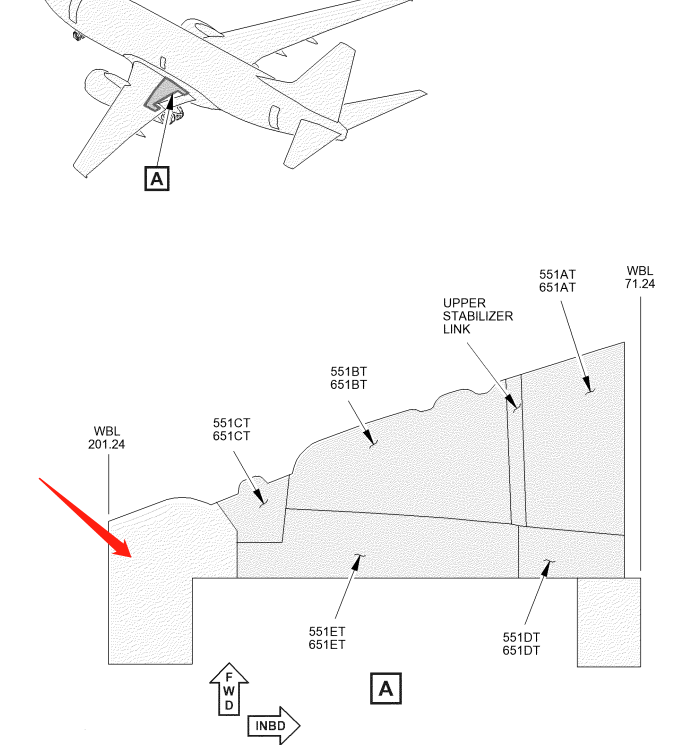 A
551AT
651AT
WBL
71.24
UPPER
STABILIZER
LINK
551BT
651BT
551CT
651CT
WBL
201.24
551ET
651ET
551DT
651DT
F
W
D
A
INBD